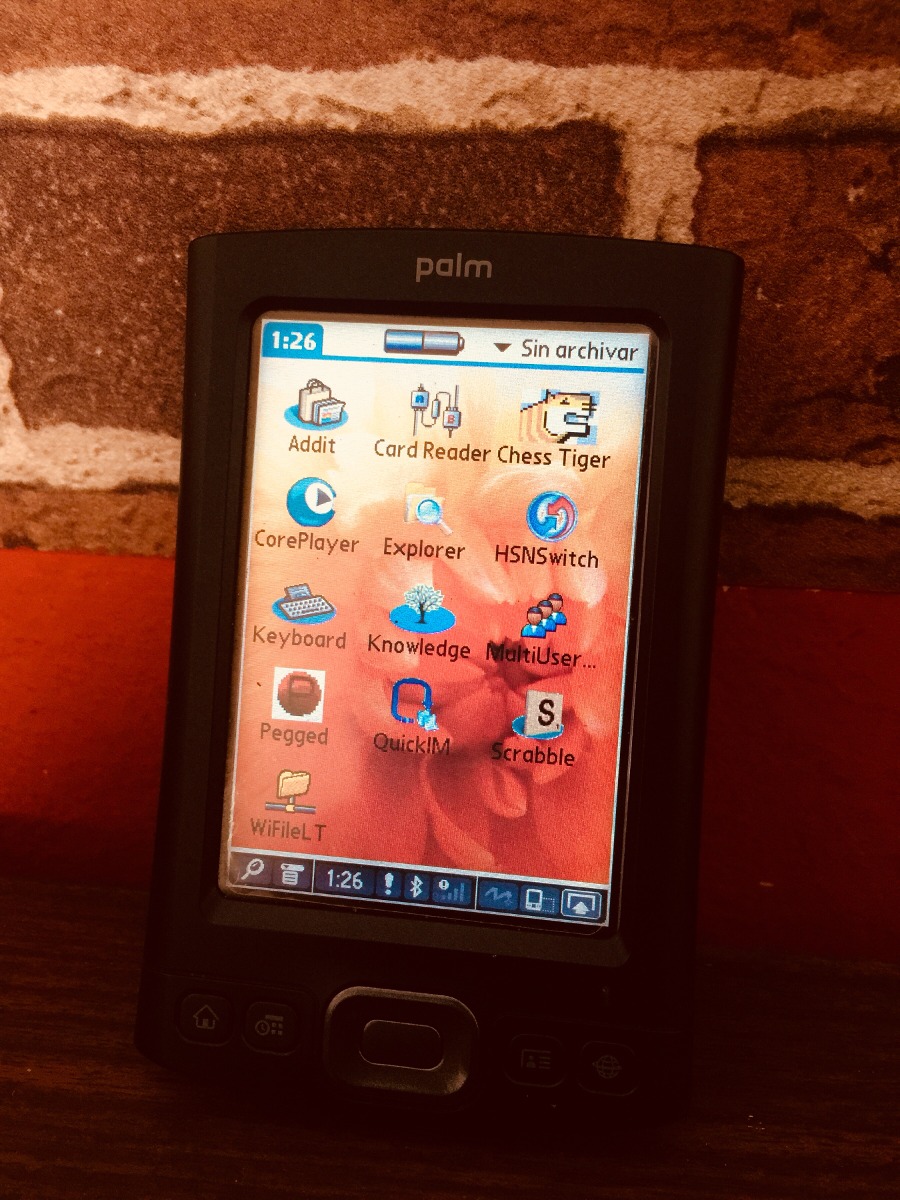 palm
1:26 Sin archivar
Addit Card Reader Chess Tiger
CorePlayer Explorer HSNSwitch
Keyboard Knowledge MultiUser...
Pegged QuickIM Scrabble
S
WiFileLT
1:26